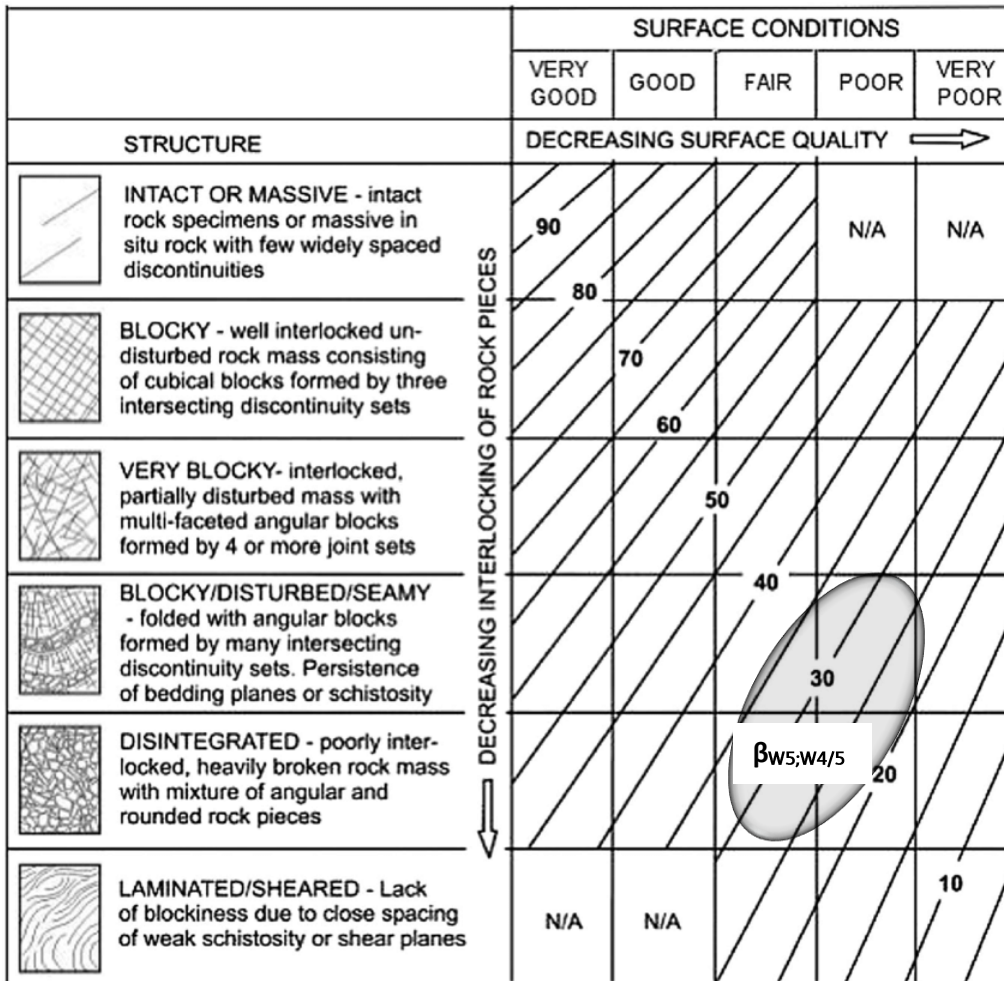 SURFACE CONDITIONS
VERY
GOOD
GOOD
FAIR
POOR
VERY
POOR
STRUCTURE
DECREASING SURFACE QUALITY
DECREASING INTERLOCKING OF ROCK PIECES
INTACT OR MASSIVE - intact
rock specimens or massive in
situ rock with few widely spaced
discontinuities
90
80
N/A
N/A
BLOCKY - well interlocked un-
disturbed rock mass consisting
of cubical blocks formed by three
intersecting discontinuity sets
70
60
VERY BLOCKY- interlocked,
partially disturbed mass with
multi-faceted angular blocks
formed by 4 or more joint sets
50
BLOCKY/DISTURBED/SEAMY
- folded with angular blocks
formed by many intersecting
discontinuity sets. Persistence
of bedding planes or schistosity
40
30
DISINTEGRATED - poorly inter-
locked, heavily broken rock mass
with mixture of angular and
rounded rock pieces
βW5;W4/5
20
LAMINATED/SHEARED - Lack
of blockiness due to close spacing
of weak schistosity or shear planes
N/A
N/A
10